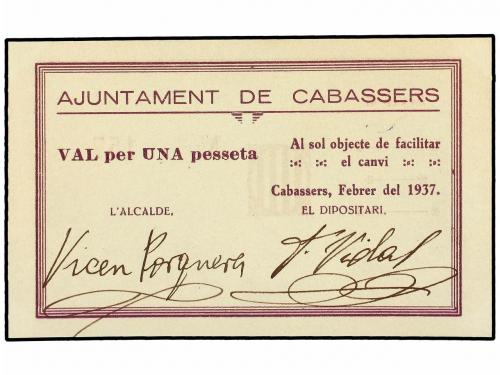 AJUNTAMENT DE CABASSERS
VAL per UNA pesseta
Al sol objecte de facilitar
el canvi
Cabassers, Febrer del 1937.
L'ALCALDE,
EL DIPOSITARI,
Vicen Porquera
F. Vidal